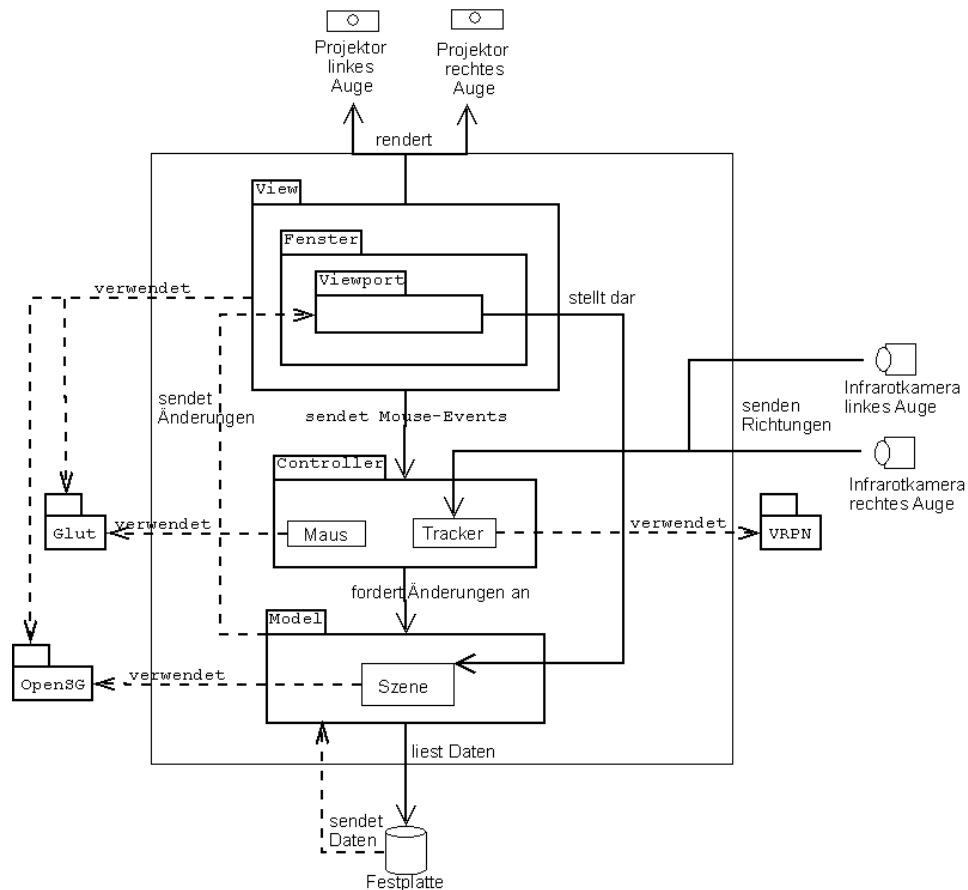 Projektor
linkes
Auge
Projektor
rechtes
Auge
rendert
View
Fenster
Viewport
verwendet
stellt dar
sendet
Änderungen
sendet Mouse-Events
senden
Richtungen
Infrarotkamera
linkes Auge
Infrarotkamera
rechtes Auge
Controller
Glut
verwendet
Maus
Tracker
verwendet
VRPN
fordert Änderungen an
Model
OpenSG
verwendet
Szene
liest Daten
sendet
Daten
Festplatte